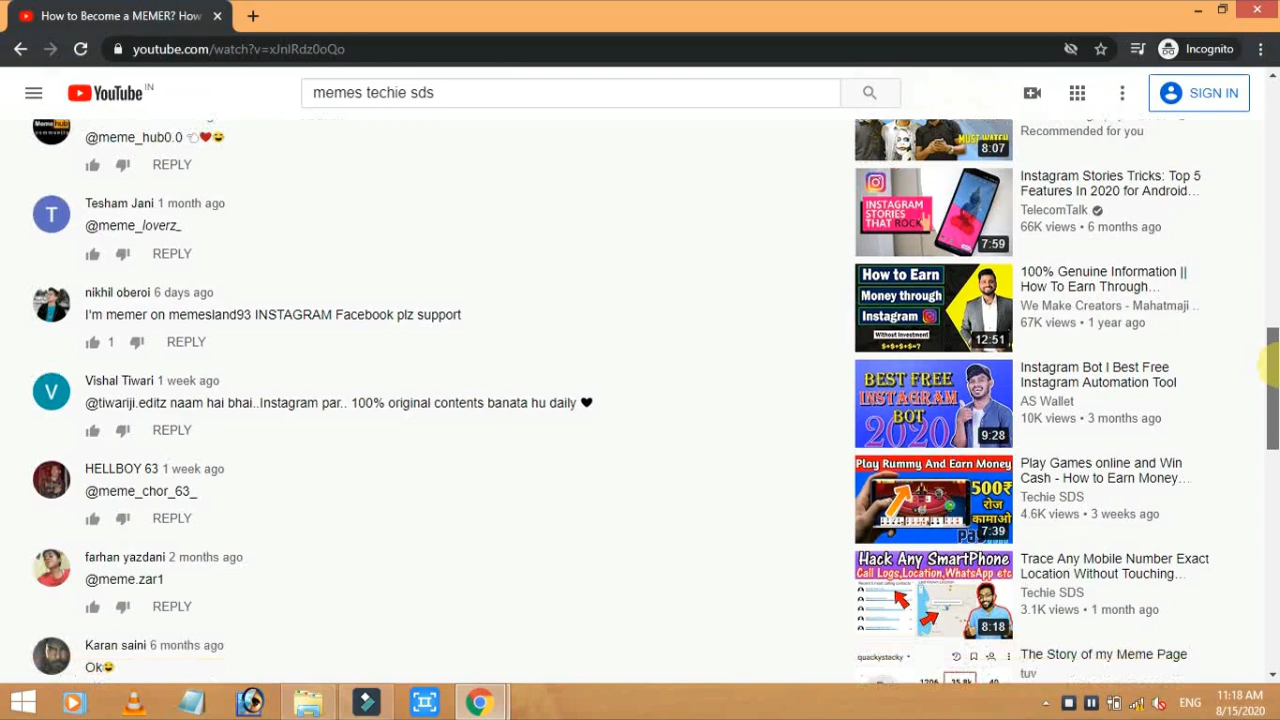 How to Become a MEMER? How
youtube.com/watch?v=xJnlRdz0oQo
Incognito
YouTube IN
memes techie sds
SIGN IN
@meme_hub0.0 👈🏻❤️😂
REPLY
Tesham Jani 1 month ago
@meme_loverz_
REPLY
nikhil oberoi 6 days ago
I'm memer on memesland93 INSTAGRAM Facebook plz support
1 REPLY
Vishal Tiwari 1 week ago
@tiwariji.editz naam hai bhai..Instagram par.. 100% original contents banata hu daily 🖤
REPLY
HELLBOY 63 1 week ago
@meme_chor_63_
REPLY
farhan yazdani 2 months ago
@meme.zar1
REPLY
Karan saini 6 months ago
Ok😂
MUST WATCH
8:07
Recommended for you
INSTAGRAM
STORIES
THAT ROCK
7:59
Instagram Stories Tricks: Top 5
Features In 2020 for Android…
TelecomTalk
66K views • 6 months ago
How to Earn
Money through
Instagram
Without Investment
$+$+$+$=?
12:51
100% Genuine Information ||
How To Earn Through…
We Make Creators - Mahatmaji ..
67K views • 1 year ago
BEST FREE
INSTAGRAM
BOT
2020
9:28
Instagram Bot I Best Free
Instagram Automation Tool
AS Wallet
10K views • 3 months ago
Play Rummy And Earn Money
500₹
रोज
कामाओ
7:39
Play Games online and Win
Cash - How to Earn Money…
Techie SDS
4.6K views • 3 weeks ago
Hack Any SmartPhone
Call Logs,Location,WhatsApp etc
8:18
Trace Any Mobile Number Exact
Location Without Touching…
Techie SDS
3.1K views • 1 month ago
quackystacky
The Story of my Meme Page
tuv
ENG
11:18 AM
8/15/2020